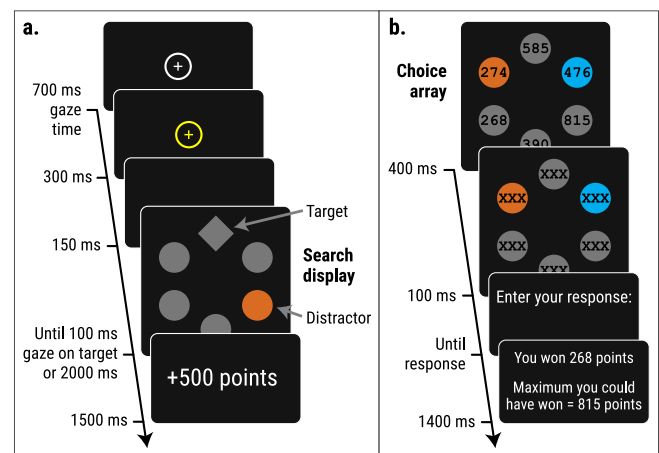 a.
+
+
700 ms
gaze
time
300 ms
150 ms
Target
Search
display
Distractor
Until 100 ms
gaze on target
or 2000 ms
+500 points
1500 ms
b.
Choice
array
585
274
476
268
815
390
400 ms
XXX
XXX
XXX
XXX
XXX
XXX
100 ms
Enter your response:
Until
response
You won 268 points
Maximum you could
have won = 815 points
1400 ms